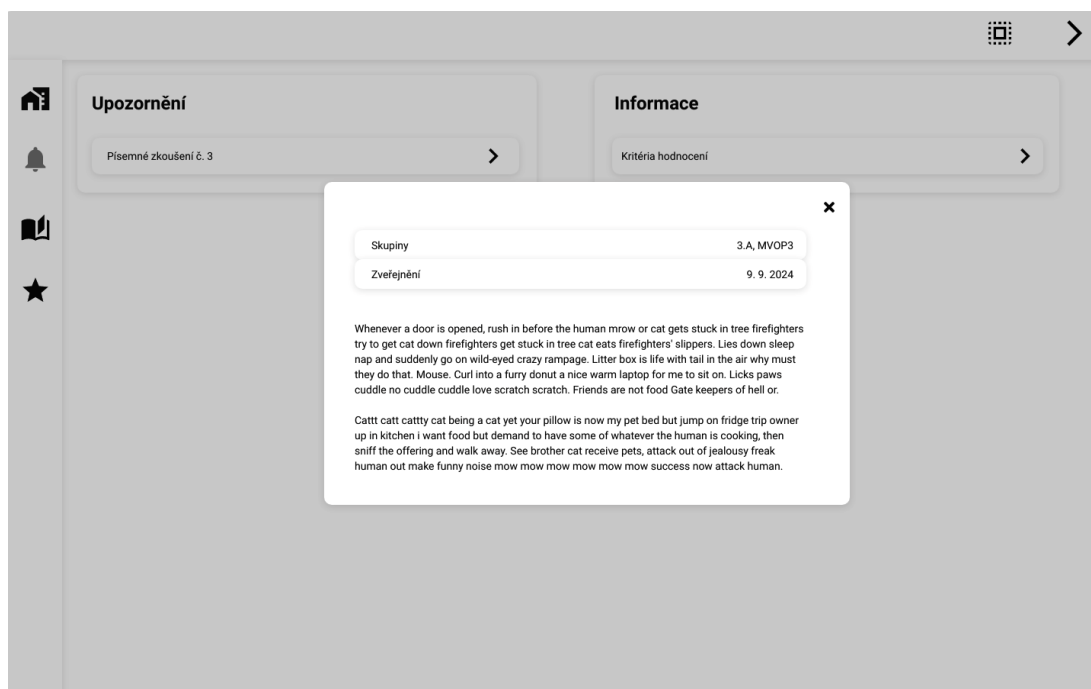 Upozornění
Informace
Písemné zkoušení č. 3
Kritéria hodnocení
Skupiny 3.A, MVOP3
Zveřejnění 9. 9. 2024
Whenever a door is opened, rush in before the human mrow or cat gets stuck in tree firefighters
try to get cat down firefighters get stuck in tree cat eats firefighters' slippers. Lies down sleep
nap and suddenly go on wild-eyed crazy rampage. Litter box is life with tail in the air why must
they do that. Mouse. Curl into a furry donut a nice warm laptop for me to sit on. Licks paws
cuddle no cuddle cuddle love scratch scratch. Friends are not food Gate keepers of hell or.
Cattt catt cattty cat being a cat yet your pillow is now my pet bed but jump on fridge trip owner
up in kitchen i want food but demand to have some of whatever the human is cooking, then
sniff the offering and walk away. See brother cat receive pets, attack out of jealousy freak
human out make funny noise mow mow mow mow mow mow success now attack human.